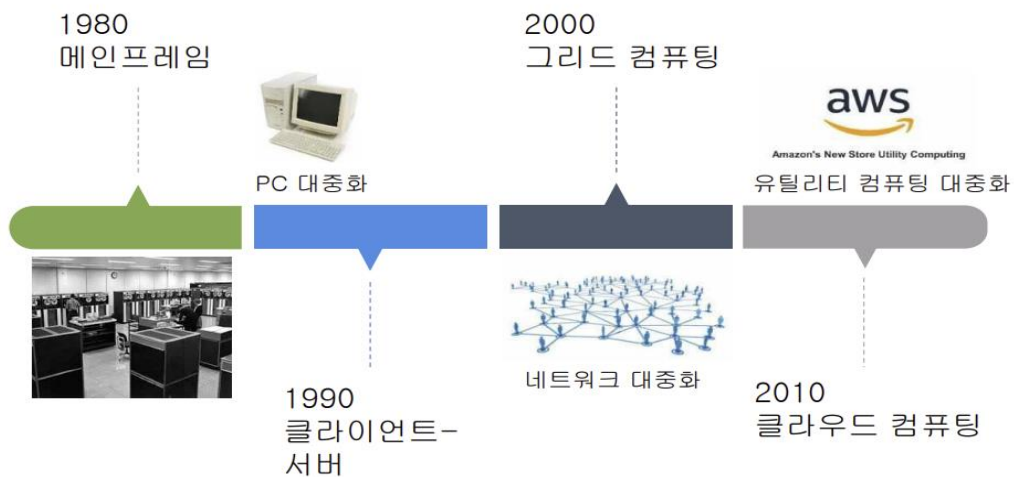 1980
메인프레임
PC 대중화
1990
클라이언트-
서버
2000
그리드 컴퓨팅
네트워크 대중화
aws
Amazon's New Store Utility Computing
유틸리티 컴퓨팅 대중화
2010
클라우드 컴퓨팅